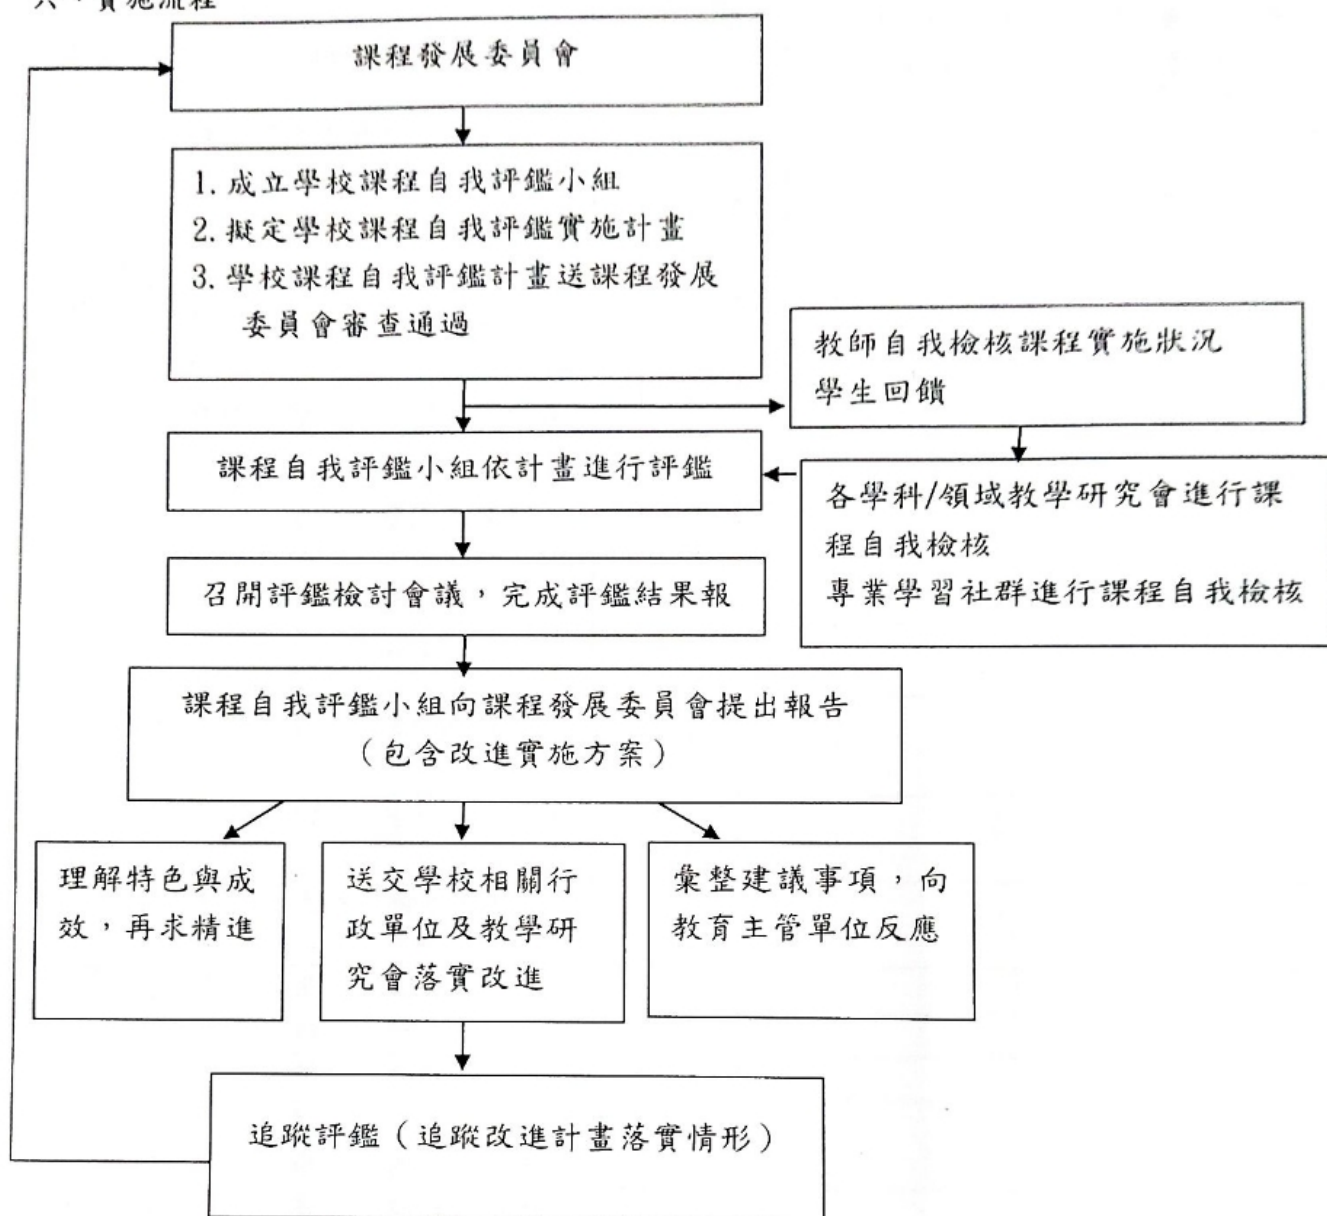 六、實施流程
課程發展委員會
1. 成立學校課程自我評鑑小組
2. 擬定學校課程自我評鑑實施計畫
3. 學校課程自我評鑑計畫送課程發展
委員會審查通過
教師自我檢核課程實施狀況
學生回饋
課程自我評鑑小組依計畫進行評鑑
各學科/領域教學研究會進行課
程自我檢核
專業學習社群進行課程自我檢核
召開評鑑檢討會議，完成評鑑結果報
課程自我評鑑小組向課程發展委員會提出報告
（包含改進實施方案）
理解特色與成
效，再求精進
送交學校相關行
政單位及教學研
究會落實改進
彙整建議事項，向
教育主管單位反應
追蹤評鑑（追蹤改進計畫落實情形）